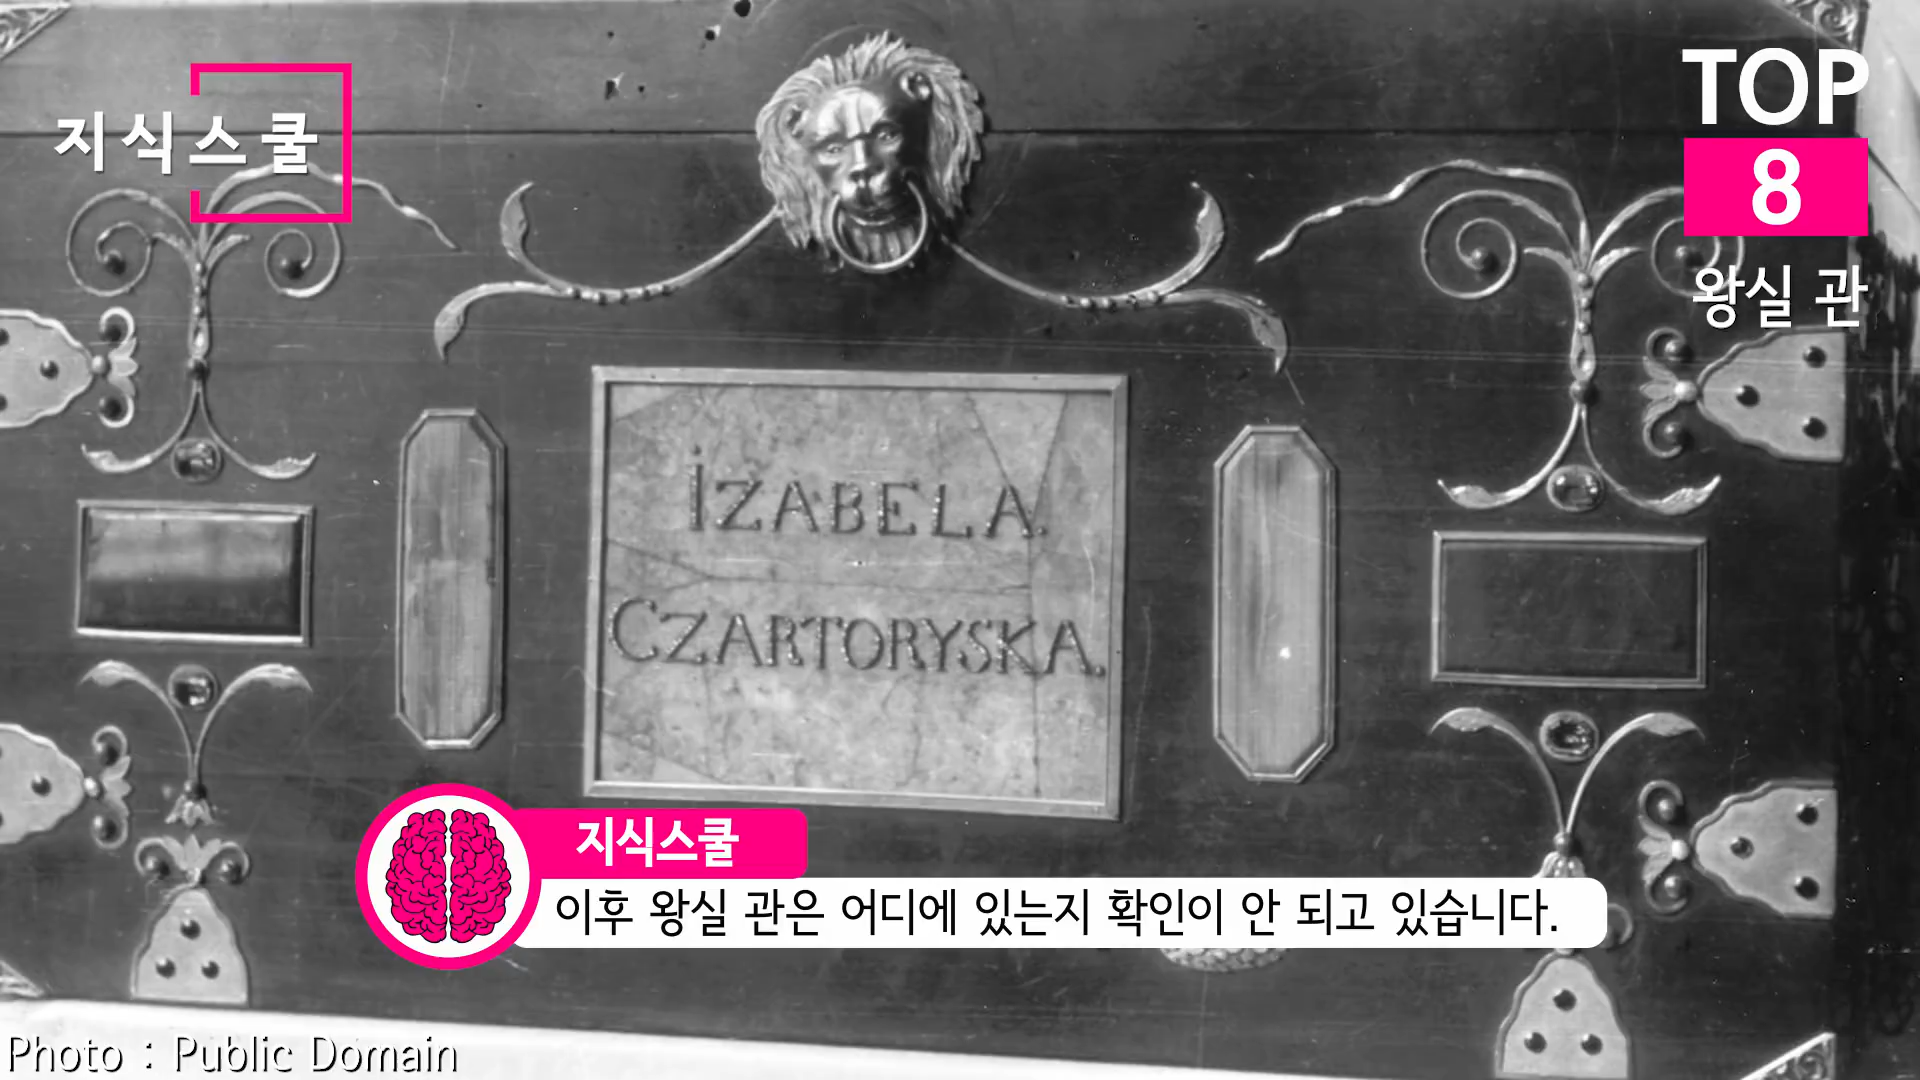 지식스쿨
TOP
8
왕실 관
IZABELA.
CZARTORYSKA.
지식스쿨
이후 왕실 관은 어디에 있는지 확인이 안 되고 있습니다.
Photo : Public Domain